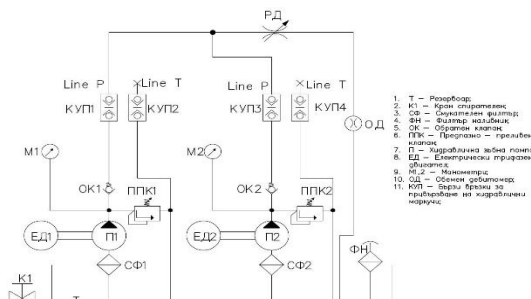 РД
Line P
Line T
Line P
Line T
КУП1
КУП2
КУП3
КУП4
ОД
М1
М2
ОК1
ОК2
ППК1
ППК2
ЕД1
П1
ЕД2
П2
СФ1
СФ2
ФН
К1
Т
1. Т – Резервоар;
2. К1 – Кран спирателен;
3. СФ – Смукателен филтър;
4. ФН – Филтър наливник;
5. ОК – Обратен клапан;
6. ППК – Предпазно – преливен
клапан;
7. П – Хидравлична зъбна помпа
8. ЕД – Електрически трифазен
двигател;
9. М1,2 – Манометри;
10. ОД – Обемен дебитомер;
11. КУП – Бързи връзки за
прибързване на хидравлични
маркучи;